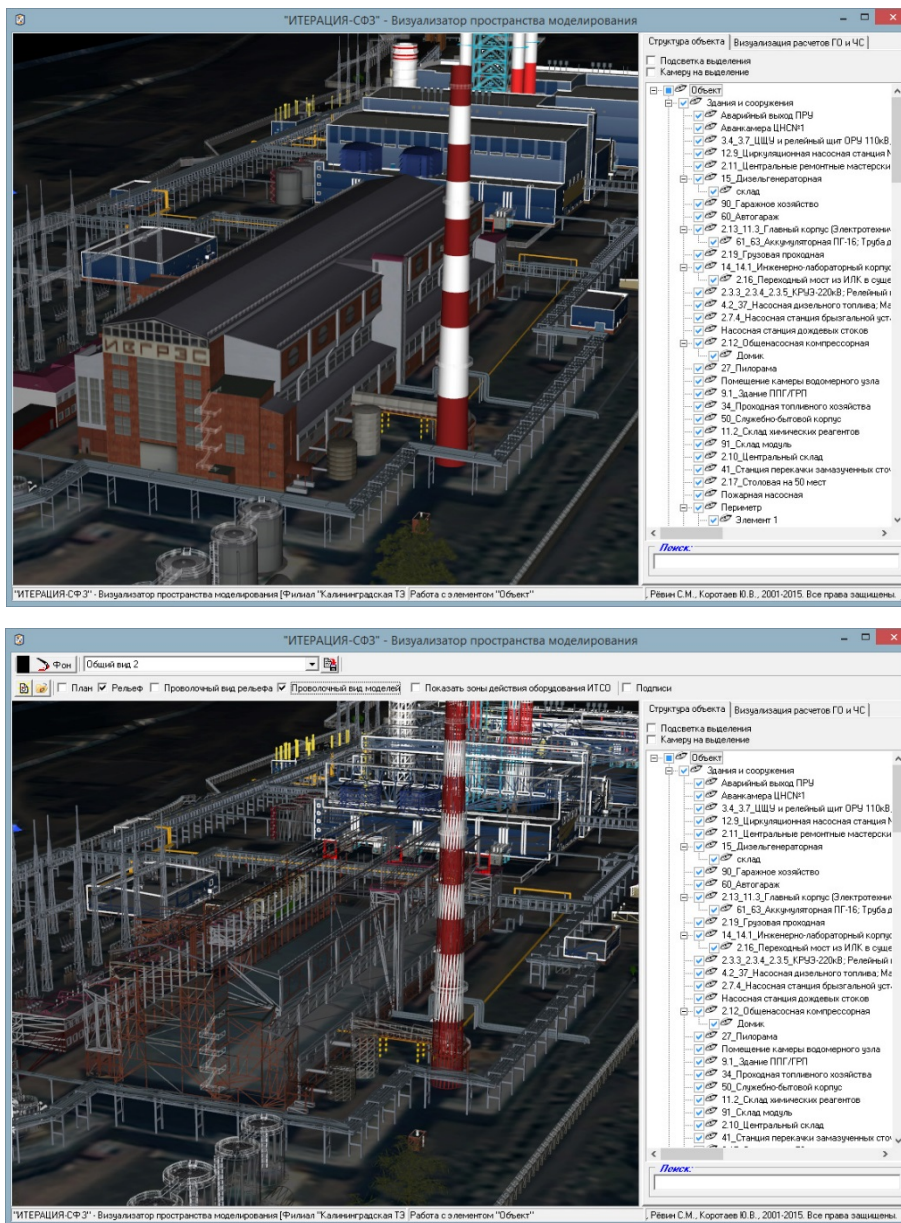 "ИТЕРАЦИЯ-СФЗ" - Визуализатор пространства моделирования
Структура объекта Визуализация расчетов ГО и ЧС
Подсветка выделения
Камеру на выделение
Объект
Здания и сооружения
Аварийный выход ПРУ
Аванкамера ЦНС№1
3.4_3.7_ЦЩУ и релейный щит ОРУ 110кВ,
12.9_Циркуляционная насосная станция
2.11_Центральные ремонтные мастерски
15_Дизельгенераторная
склад
90_Гаражное хозяйство
60_Автогараж
2.13_11.3_Главный корпус (Электротехнич
61_63_Аккумуляторная ПГ-16; Труба д
2.19_Грузовая проходная
14_14.1_Инженерно-лабораторный корпус
2.16_Переходный мост из ИЛК в суще
2.3.3_2.3.4_2.3.5_КРУЭ-220кВ; Релейный
4.2_37_Насосная дизельного топлива; Ма
2.7.4_Насосная станция брызгальной уст
Насосная станция дождевых стоков
2.12_Общенасосная компрессорная
Домик
27_Пилорама
Помещение камеры водомерного узла
9.1_Здание ППГ/ГРП
34_Проходная топливного хозяйства
50_Служебно-бытовой корпус
11.2_Склад химических реагентов
91_Склад модуль
2.10_Центральный склад
41_Станция перекачки замазученных сто
2.17_Столовая на 50 мест
Пожарная насосная
Периметр
Элемент 1
Поиск:
ИВГРЭС
"ИТЕРАЦИЯ-СФЗ" - Визуализатор пространства моделирования [Филиал "Калининградская ТЭ Работа с элементом "Объект" , Рёвин С.М., Коротаев Ю.В., 2001-2015. Все права защищены.
"ИТЕРАЦИЯ-СФЗ" - Визуализатор пространства моделирования
Фон Общий вид 2
План Рельеф Проволочный вид рельефа Проволочный вид моделей Показать зоны действия оборудования ИТСО Подписи
Структура объекта Визуализация расчетов ГО и ЧС
Подсветка выделения
Камеру на выделение
Объект
Здания и сооружения
Аварийный выход ПРУ
Аванкамера ЦНС№1
3.4_3.7_ЦЩУ и релейный щит ОРУ 110кВ,
12.9_Циркуляционная насосная станция
2.11_Центральные ремонтные мастерски
15_Дизельгенераторная
склад
90_Гаражное хозяйство
60_Автогараж
2.13_11.3_Главный корпус (Электротехнич
61_63_Аккумуляторная ПГ-16; Труба д
2.19_Грузовая проходная
14_14.1_Инженерно-лабораторный корпус
2.16_Переходный мост из ИЛК в суще
2.3.3_2.3.4_2.3.5_КРУЭ-220кВ; Релейный
4.2_37_Насосная дизельного топлива; Ма
2.7.4_Насосная станция брызгальной уст
Насосная станция дождевых стоков
2.12_Общенасосная компрессорная
Домик
27_Пилорама
Помещение камеры водомерного узла
9.1_Здание ППГ/ГРП
34_Проходная топливного хозяйства
50_Служебно-бытовой корпус
11.2_Склад химических реагентов
91_Склад модуль
2.10_Центральный склад
41_Станция перекачки замазученных сто
Поиск:
"ИТЕРАЦИЯ-СФЗ" - Визуализатор пространства моделирования [Филиал "Калининградская ТЭ Работа с элементом "Объект" , Рёвин С.М., Коротаев Ю.В., 2001-2015. Все права защищены.